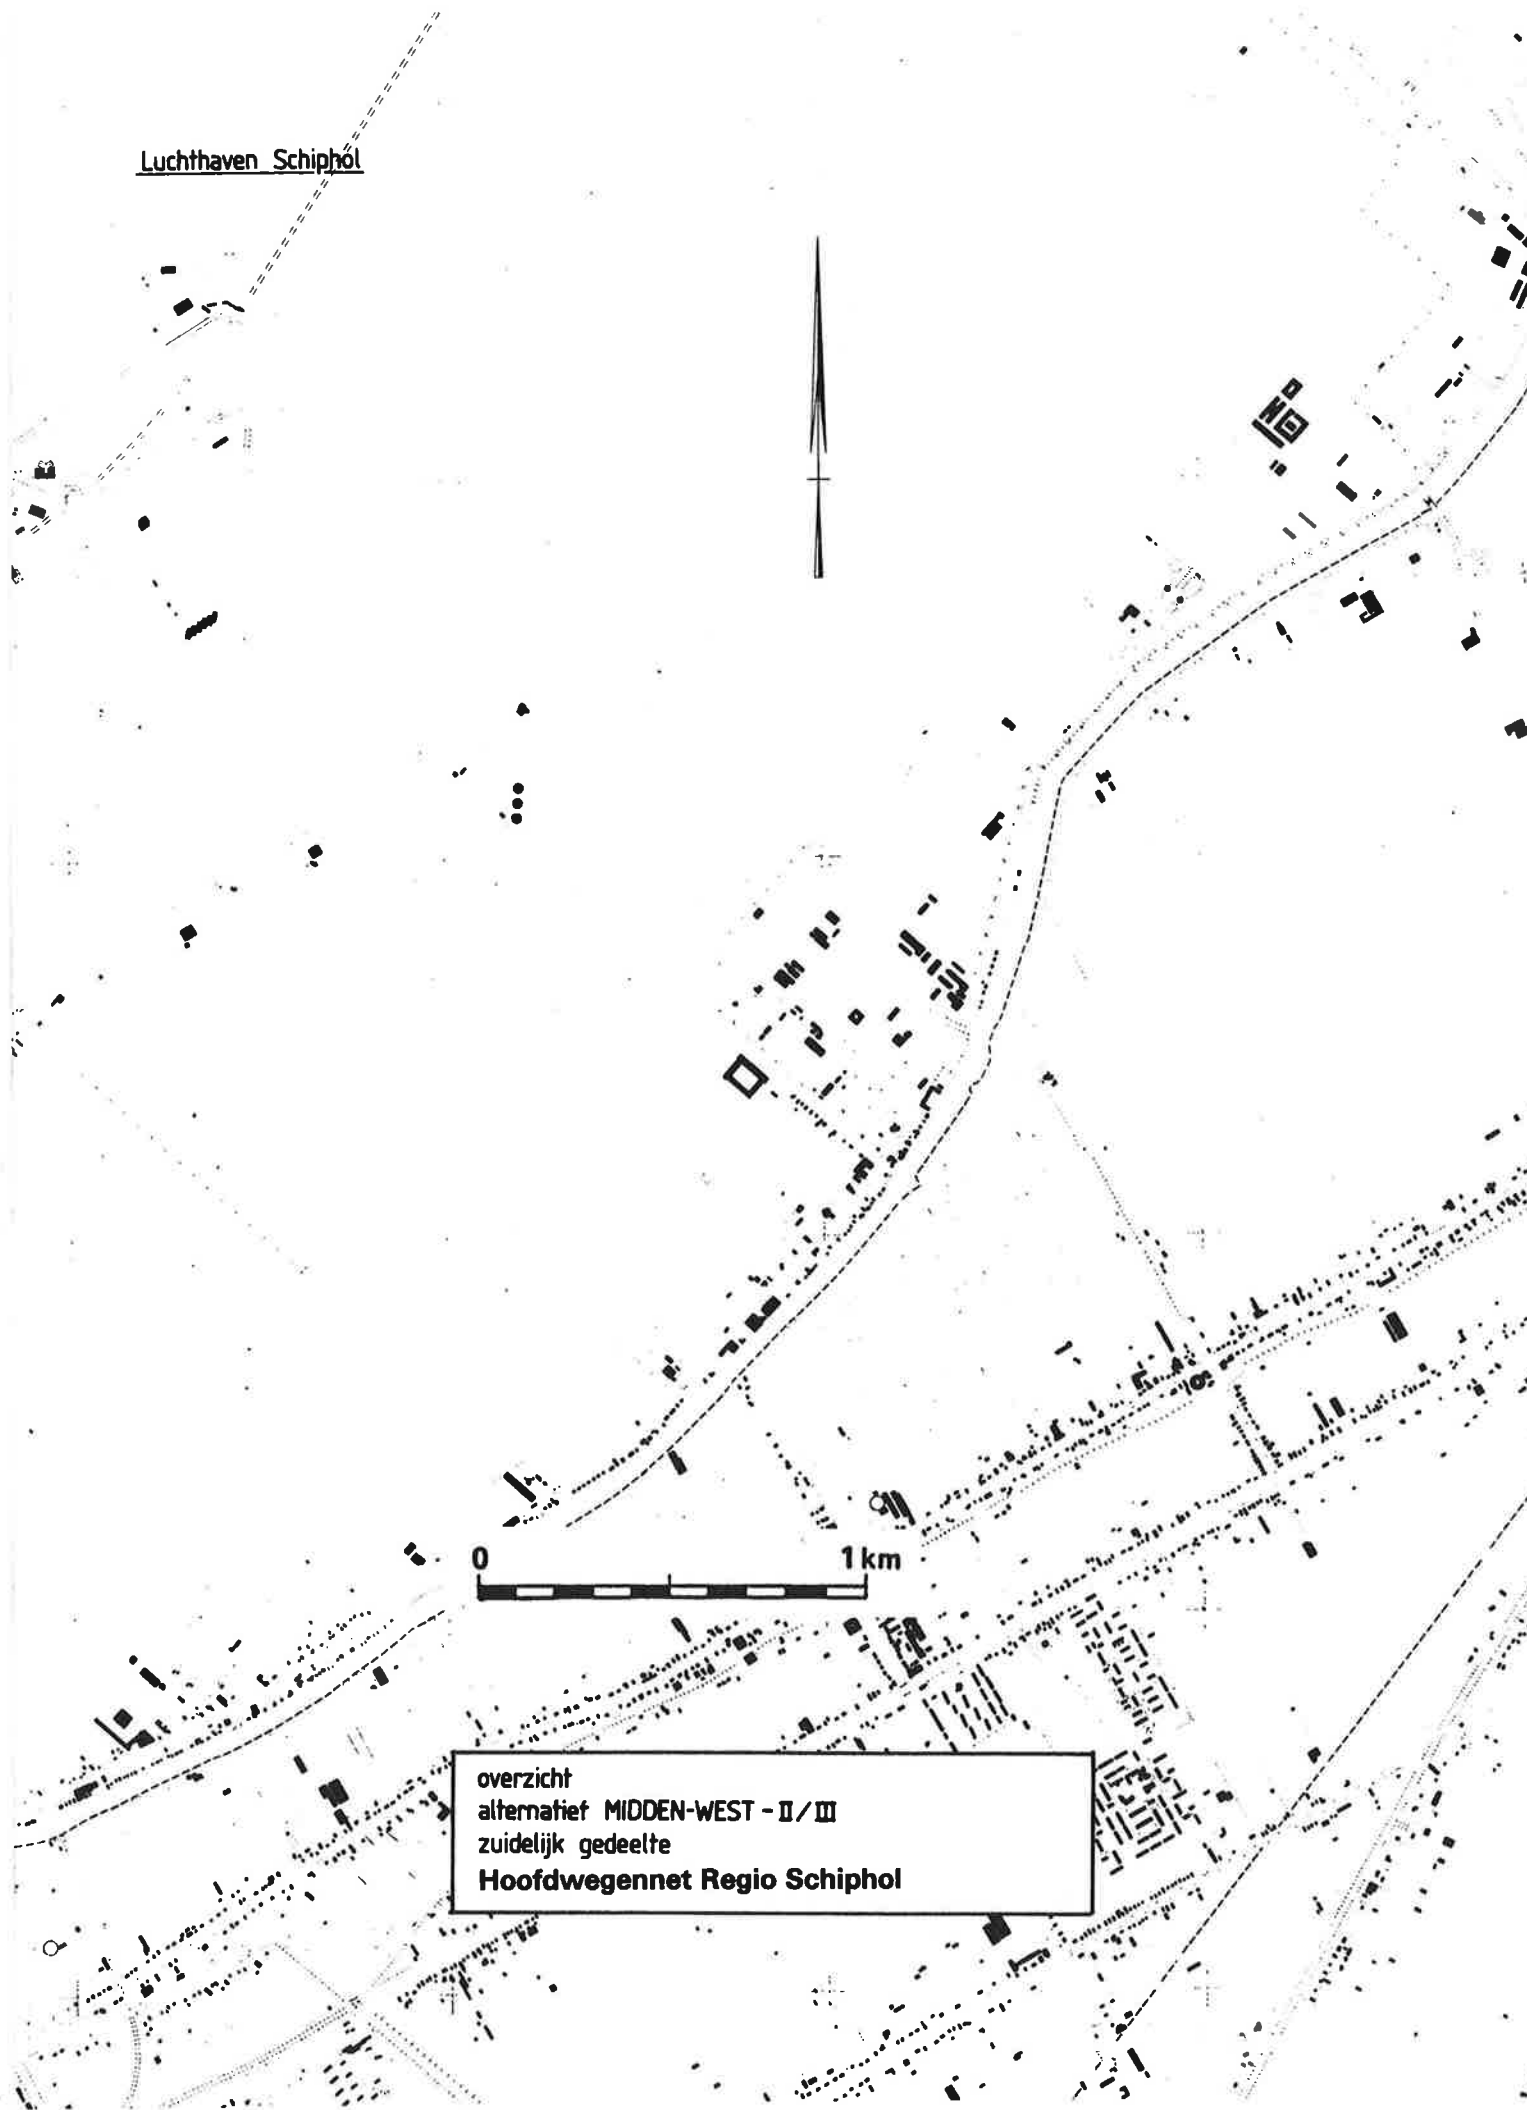 Luchthaven Schiphol
0 1 km
overzicht
alternatief MIDDEN-WEST - II / III
zuidelijk gedeelte
Hoofdwegennet Regio Schiphol